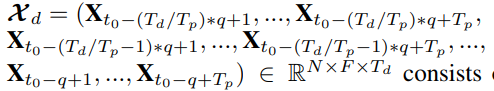 𝓧_d = (X_{t_0−(T_d/T_p)∗q+1}, ..., X_{t_0−(T_d/T_p)∗q+T_p},
X_{t_0−(T_d/T_p−1)∗q+1}, ..., X_{t_0−(T_d/T_p−1)∗q+T_p}, ...,
X_{t_0−q+1}, ..., X_{t_0−q+T_p}) ∈ ℝ^{N×F×T_d} consists